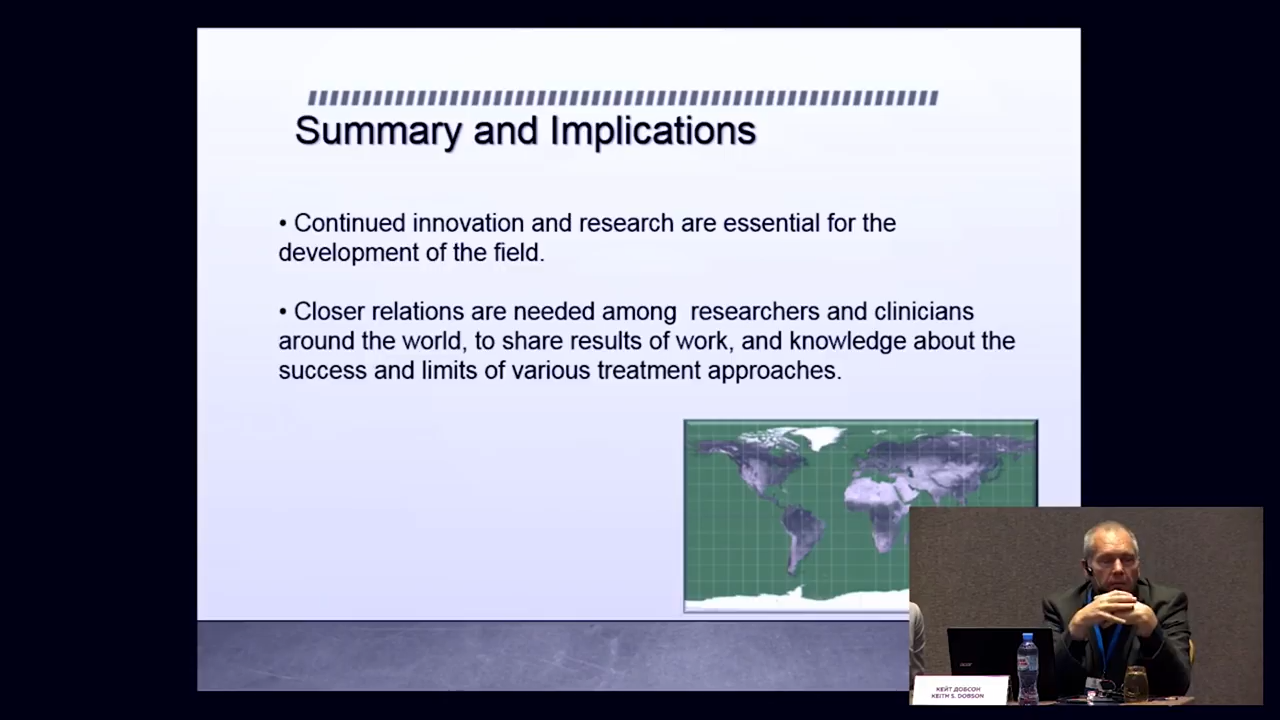 Summary and Implications
• Continued innovation and research are essential for the
development of the field.
• Closer relations are needed among  researchers and clinicians
around the world, to share results of work, and knowledge about the
success and limits of various treatment approaches.
acer
КЕЙТ ДОБСОН
KEITH S. DOBSON